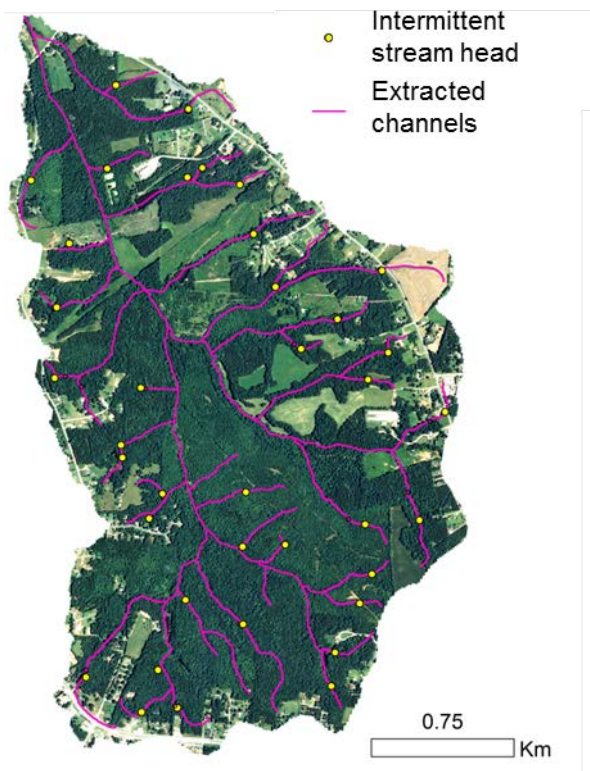 Intermittent
stream head
Extracted
channels
0.75
Km